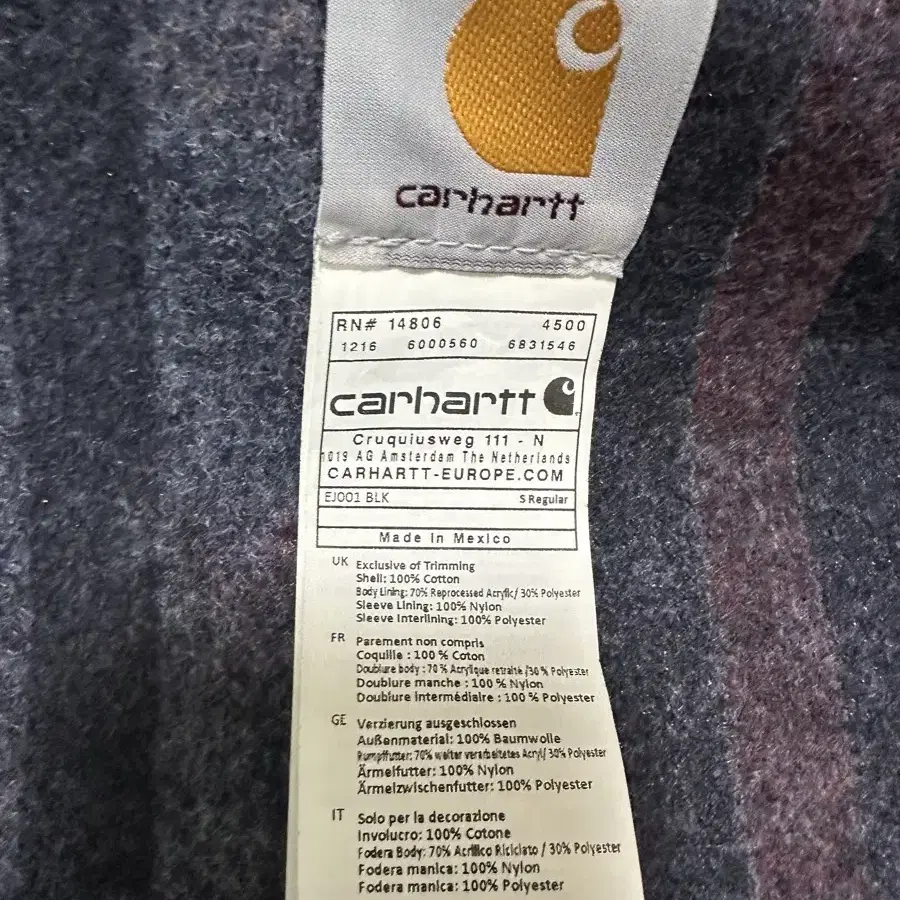 carhartt
RN# 14806 4500
1216 6000560 6831546
carhartt
Cruquiusweg 111 - N
1019 AG Amsterdam The Netherlands
CARHARTT-EUROPE.COM
EJ001 BLK S Regular
Made in Mexico
UK Exclusive of Trimming
Shell: 100% Cotton
Body Lining: 70% Reprocessed Acrylic/ 30% Polyester
Sleeve Lining: 100% Nylon
Sleeve Interlining: 100% Polyester
FR Parement non compris
Coquille : 100 % Coton
Doublure body : 70 % Acrylique retraité /30 % Polyester
Doublure manche : 100 % Nylon
Doublure Intermédiaire : 100 % Polyester
GE Verzierung ausgeschlossen
Außenmaterial: 100% Baumwolle
Rumpffutter: 70% weiter verarbeitetes Acryl/ 30% Polyester
Ärmelfutter: 100% Nylon
Ärmelzwischenfutter: 100% Polyester
IT Solo per la decorazione
Involucro: 100% Cotone
Fodera Body: 70% Acrilico Riciclato / 30% Polyester
Fodera manica: 100% Nylon
Fodera manica: 100% Polyester